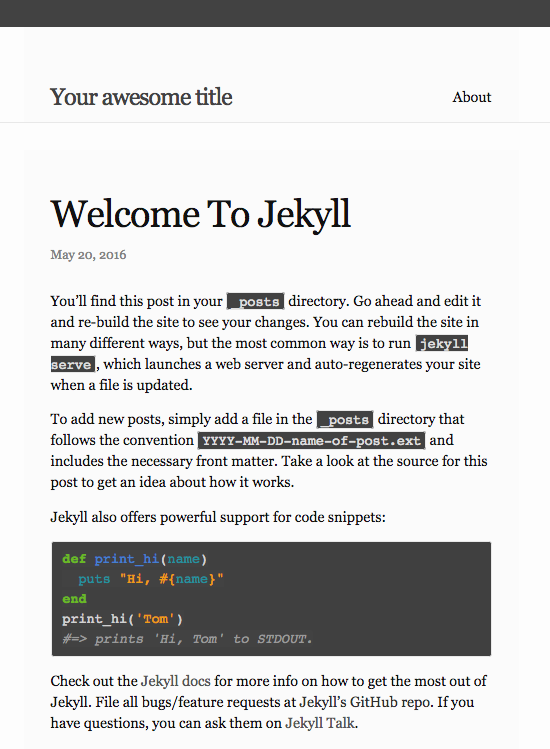 Your awesome title
About
Welcome To Jekyll
May 20, 2016
You’ll find this post in your _posts directory. Go ahead and edit it
and re-build the site to see your changes. You can rebuild the site in
many different ways, but the most common way is to run jekyll
serve, which launches a web server and auto-regenerates your site
when a file is updated.
To add new posts, simply add a file in the _posts directory that
follows the convention YYYY-MM-DD-name-of-post.ext and
includes the necessary front matter. Take a look at the source for this
post to get an idea about how it works.
Jekyll also offers powerful support for code snippets:
def print_hi(name)
  puts "Hi, #{name}"
end
print_hi('Tom')
#=> prints 'Hi, Tom' to STDOUT.
Check out the Jekyll docs for more info on how to get the most out of
Jekyll. File all bugs/feature requests at Jekyll’s GitHub repo. If you
have questions, you can ask them on Jekyll Talk.